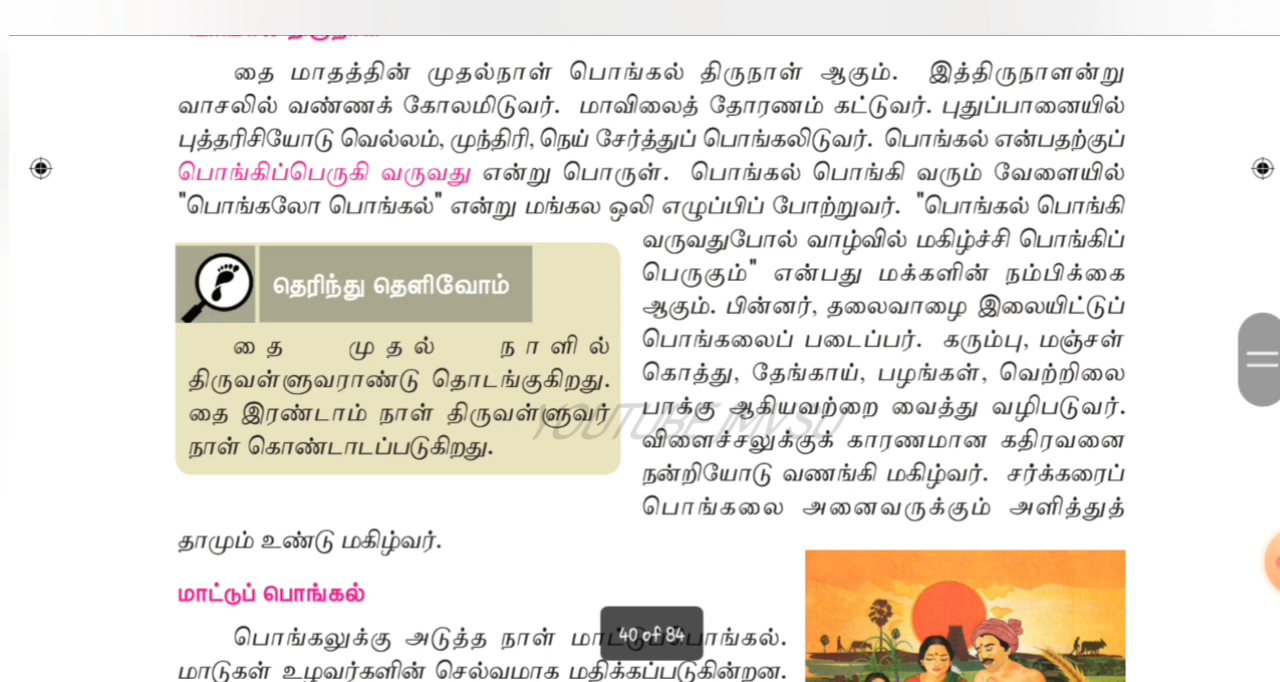 தை மாதத்தின் முதல்நாள் பொங்கல் திருநாள் ஆகும். இத்திருநாளன்று
வாசலில் வண்ணக் கோலமிடுவர். மாவிலைத் தோரணம் கட்டுவர். புதுப்பானையில்
புத்தரிசியோடு வெல்லம், முந்திரி, நெய் சேர்த்துப் பொங்கலிடுவர். பொங்கல் என்பதற்குப்
பொங்கிப்பெருகி வருவது என்று பொருள். பொங்கல் பொங்கி வரும் வேளையில்
"பொங்கலோ பொங்கல்" என்று மங்கல ஒலி எழுப்பிப் போற்றுவர். "பொங்கல் பொங்கி
வருவதுபோல் வாழ்வில் மகிழ்ச்சி பொங்கிப்
பெருகும்" என்பது மக்களின் நம்பிக்கை
ஆகும். பின்னர், தலைவாழை இலையிட்டுப்
பொங்கலைப் படைப்பர். கரும்பு, மஞ்சள்
கொத்து, தேங்காய், பழங்கள், வெற்றிலை
பாக்கு ஆகியவற்றை வைத்து வழிபடுவர்.
விளைச்சலுக்குக் காரணமான கதிரவனை
நன்றியோடு வணங்கி மகிழ்வர். சர்க்கரைப்
பொங்கலை அனைவருக்கும் அளித்துத்
தாமும் உண்டு மகிழ்வர்.
தெரிந்து தெளிவோம்
தை முதல் நாளில்
திருவள்ளுவராண்டு தொடங்குகிறது.
தை இரண்டாம் நாள் திருவள்ளுவர்
நாள் கொண்டாடப்படுகிறது.
YOUTUBE MVSU
மாட்டுப் பொங்கல்
பொங்கலுக்கு அடுத்த நாள்
மாடுகள் உழவர்களின் செல்வமாக மதிக்கப்படுகின்றன.
40 of 84